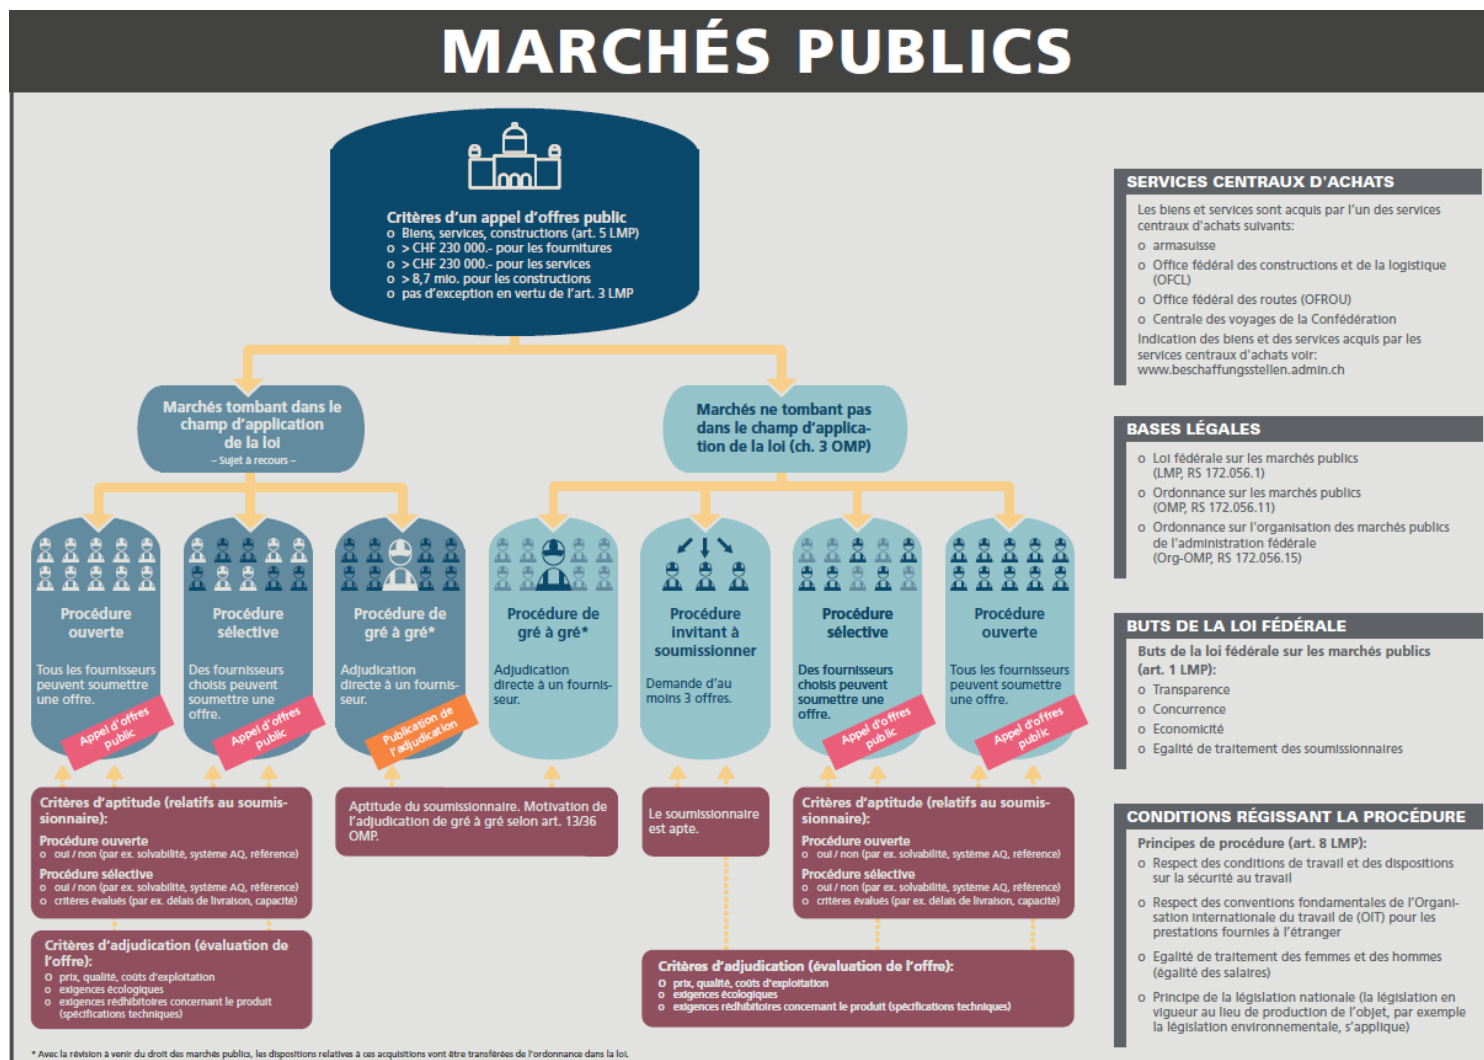 MARCHÉS PUBLICS
Critères d'un appel d'offres public
o Biens, services, constructions (art. 5 LMP)
o > CHF 230 000.- pour les fournitures
o > CHF 230 000.- pour les services
o > 8,7 mio. pour les constructions
o pas d'exception en vertu de l'art. 3 LMP
Marchés tombant dans le
champ d'application
de la loi
– Sujet à recours –
Marchés ne tombant pas
dans le champ d'applica-
tion de la loi (ch. 3 OMP)
Procédure
ouverte
Tous les fournisseurs
peuvent soumettre
une offre.
Appel d'offres
public
Procédure
sélective
Des fournisseurs
choisis peuvent
soumettre une
offre.
Appel d'offres
public
Procédure de
gré à gré*
Adjudication
directe à un fournis-
seur.
Publication de
l'adjudication
Procédure de
gré à gré*
Adjudication
directe à un fournis-
seur.
Procédure
invitant à
soumissionner
Demande d'au
moins 3 offres.
Procédure
sélective
Des fournisseurs
choisis peuvent
soumettre une
offre.
Appel d'offres
public
Procédure
ouverte
Tous les fournisseurs
peuvent soumettre
une offre.
Appel d'offres
public
Critères d'aptitude (relatifs au soumis-
sionnaire):
Procédure ouverte
o oui / non (par ex. solvabilité, système AQ, référence)
Procédure sélective
o oui / non (par ex. solvabilité, système AQ, référence)
o critères évalués (par ex. délais de livraison, capacité)
Critères d'adjudication (évaluation de
l'offre):
o prix, qualité, coûts d'exploitation
o exigences écologiques
o exigences rédhibitoires concernant le produit
(spécifications techniques)
Aptitude du soumissionnaire. Motivation de
l'adjudication de gré à gré selon art. 13/36
OMP.
Le soumissionnaire
est apte.
Critères d'aptitude (relatifs au soumis-
sionnaire):
Procédure ouverte
o oui / non (par ex. solvabilité, système AQ, référence)
Procédure sélective
o oui / non (par ex. solvabilité, système AQ, référence)
o critères évalués (par ex. délais de livraison, capacité)
Critères d'adjudication (évaluation de l'offre):
o prix, qualité, coûts d'exploitation
o exigences écologiques
o exigences rédhibitoires concernant le produit (spécifications techniques)
* Avec la révision à venir du droit des marchés publics, les dispositions relatives à ces acquisitions vont être transférées de l'ordonnance dans la loi.
SERVICES CENTRAUX D'ACHATS
Les biens et services sont acquis par l'un des services
centraux d'achats suivants:
o armasuisse
o Office fédéral des constructions et de la logistique
(OFCL)
o Office fédéral des routes (OFROU)
o Centrale des voyages de la Confédération
Indication des biens et des services acquis par les
services centraux d'achats voir:
www.beschaffungsstellen.admin.ch
BASES LÉGALES
o Loi fédérale sur les marchés publics
(LMP, RS 172.056.1)
o Ordonnance sur les marchés publics
(OMP, RS 172.056.11)
o Ordonnance sur l'organisation des marchés publics
de l'administration fédérale
(Org-OMP, RS 172.056.15)
BUTS DE LA LOI FÉDÉRALE
Buts de la loi fédérale sur les marchés publics
(art. 1 LMP):
o Transparence
o Concurrence
o Economicité
o Egalité de traitement des soumissionnaires
CONDITIONS RÉGISSANT LA PROCÉDURE
Principes de procédure (art. 8 LMP):
o Respect des conditions de travail et des dispositions
sur la sécurité au travail
o Respect des conventions fondamentales de l'Organi-
sation internationale du travail de (OIT) pour les
prestations fournies à l'étranger
o Egalité de traitement des femmes et des hommes
(égalité des salaires)
o Principe de la législation nationale (la législation en
vigueur au lieu de production de l'objet, par exemple
la législation environnementale, s'applique)